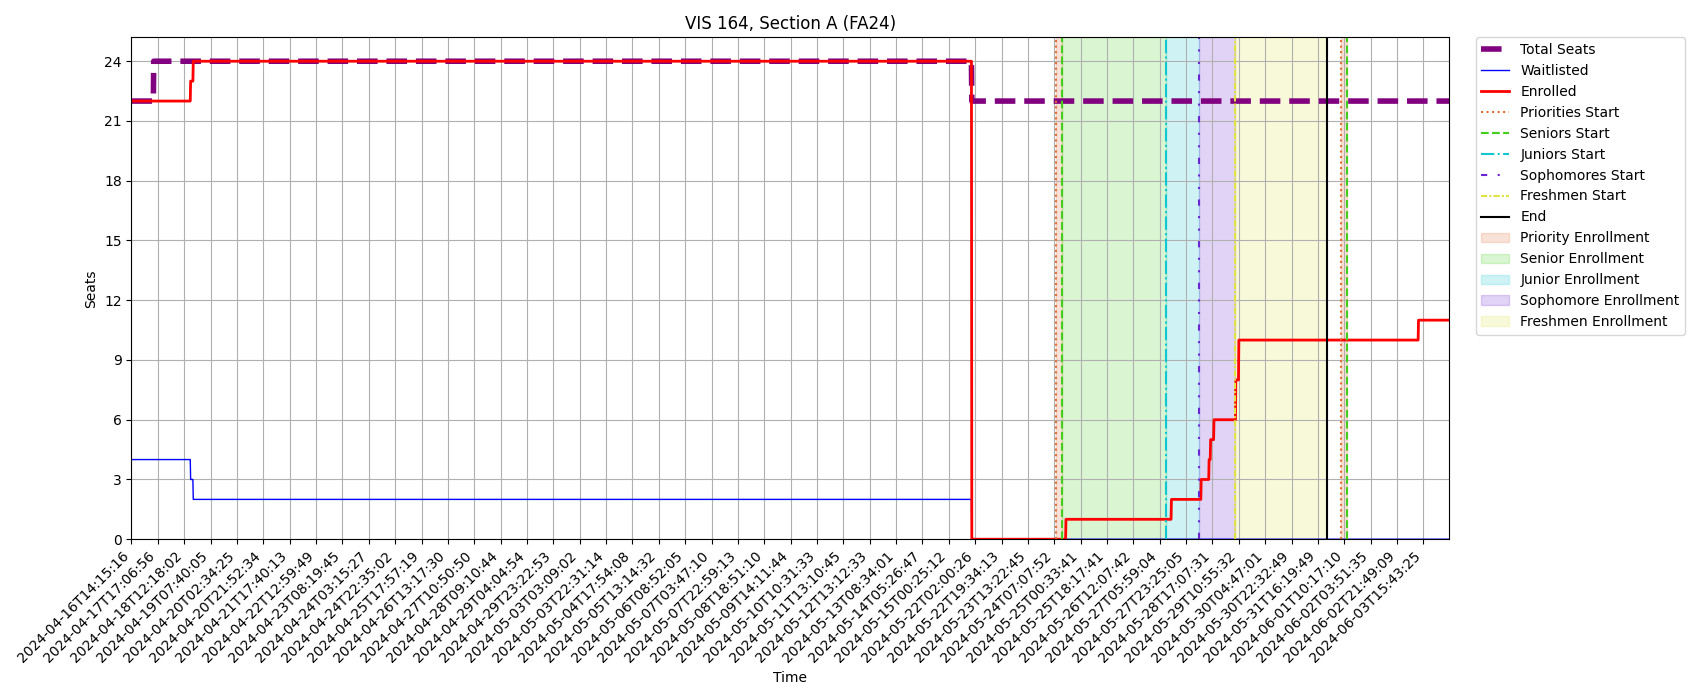 VIS 164, Section A (FA24)
24
21
18
15
12
9
6
3
0
Seats
2024-04-16T14:15:16
2024-04-17T17:06:56
2024-04-18T12:18:02
2024-04-19T07:40:05
2024-04-20T02:34:25
2024-04-20T21:52:34
2024-04-21T17:40:13
2024-04-22T12:59:49
2024-04-23T08:19:45
2024-04-24T03:15:27
2024-04-24T22:35:02
2024-04-25T17:57:19
2024-04-26T13:17:30
2024-04-27T10:50:50
2024-04-28T09:10:44
2024-04-29T04:04:54
2024-04-29T23:22:53
2024-05-03T03:09:02
2024-05-03T22:31:14
2024-05-04T17:54:08
2024-05-05T13:14:32
2024-05-06T08:52:05
2024-05-07T03:47:10
2024-05-07T22:59:13
2024-05-08T18:51:10
2024-05-09T14:11:44
2024-05-10T10:31:33
2024-05-11T13:10:45
2024-05-12T13:12:33
2024-05-13T08:34:01
2024-05-14T05:26:47
2024-05-15T00:25:12
2024-05-22T02:00:26
2024-05-22T19:34:13
2024-05-23T13:22:45
2024-05-24T07:07:52
2024-05-25T00:33:41
2024-05-25T18:17:41
2024-05-26T12:07:42
2024-05-27T05:59:04
2024-05-27T23:25:05
2024-05-28T17:07:31
2024-05-29T10:55:32
2024-05-30T04:47:01
2024-05-30T22:32:49
2024-05-31T16:19:49
2024-06-01T10:17:10
2024-06-02T03:51:35
2024-06-02T21:49:09
2024-06-03T15:43:25
Time
Total Seats
Waitlisted
Enrolled
Priorities Start
Seniors Start
Juniors Start
Sophomores Start
Freshmen Start
End
Priority Enrollment
Senior Enrollment
Junior Enrollment
Sophomore Enrollment
Freshmen Enrollment